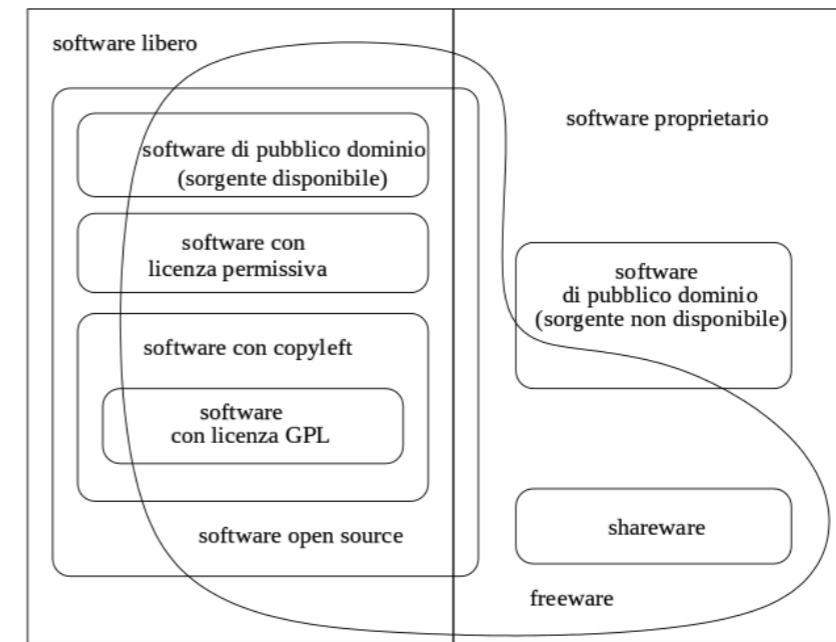 software libero
software proprietario
software di pubblico dominio
(sorgente disponibile)
software con
licenza permissiva
software
di pubblico dominio
(sorgente non disponibile)
software con copyleft
software
con licenza GPL
software open source
shareware
freeware